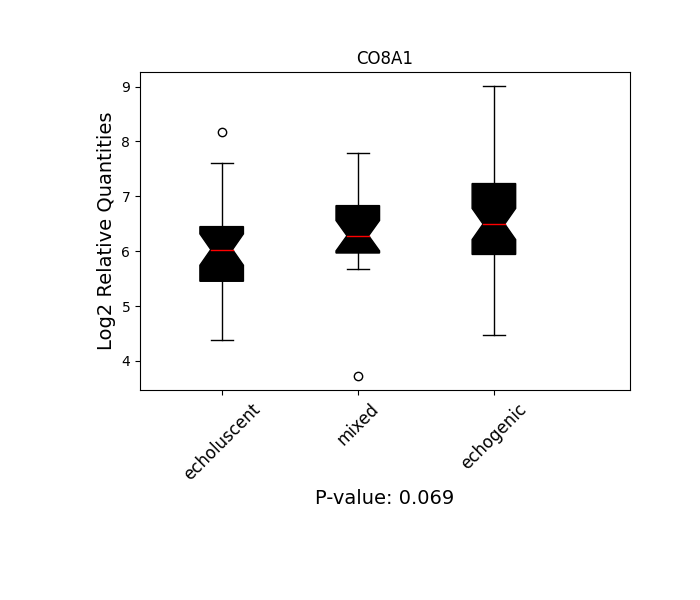 CO8A1
Log2 Relative Quantities
9
8
7
6
5
4
echoluscent
mixed
echogenic
P-value: 0.069